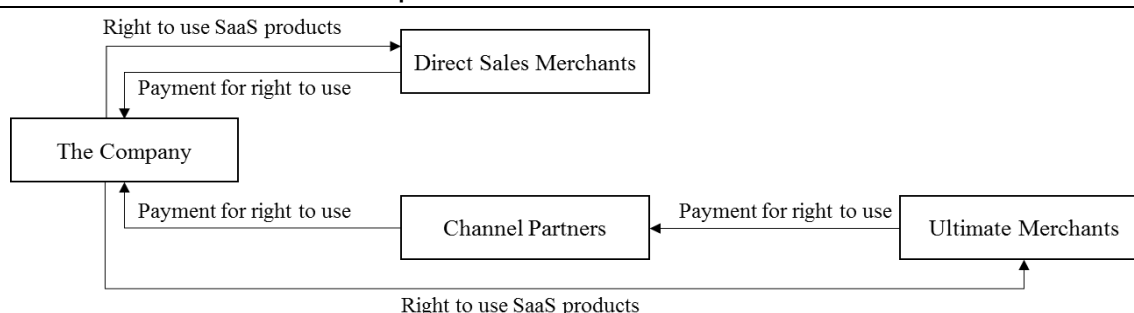 Right to use SaaS products
Direct Sales Merchants
Payment for right to use
The Company
Payment for right to use
Channel Partners
Payment for right to use
Ultimate Merchants
Right to use SaaS products